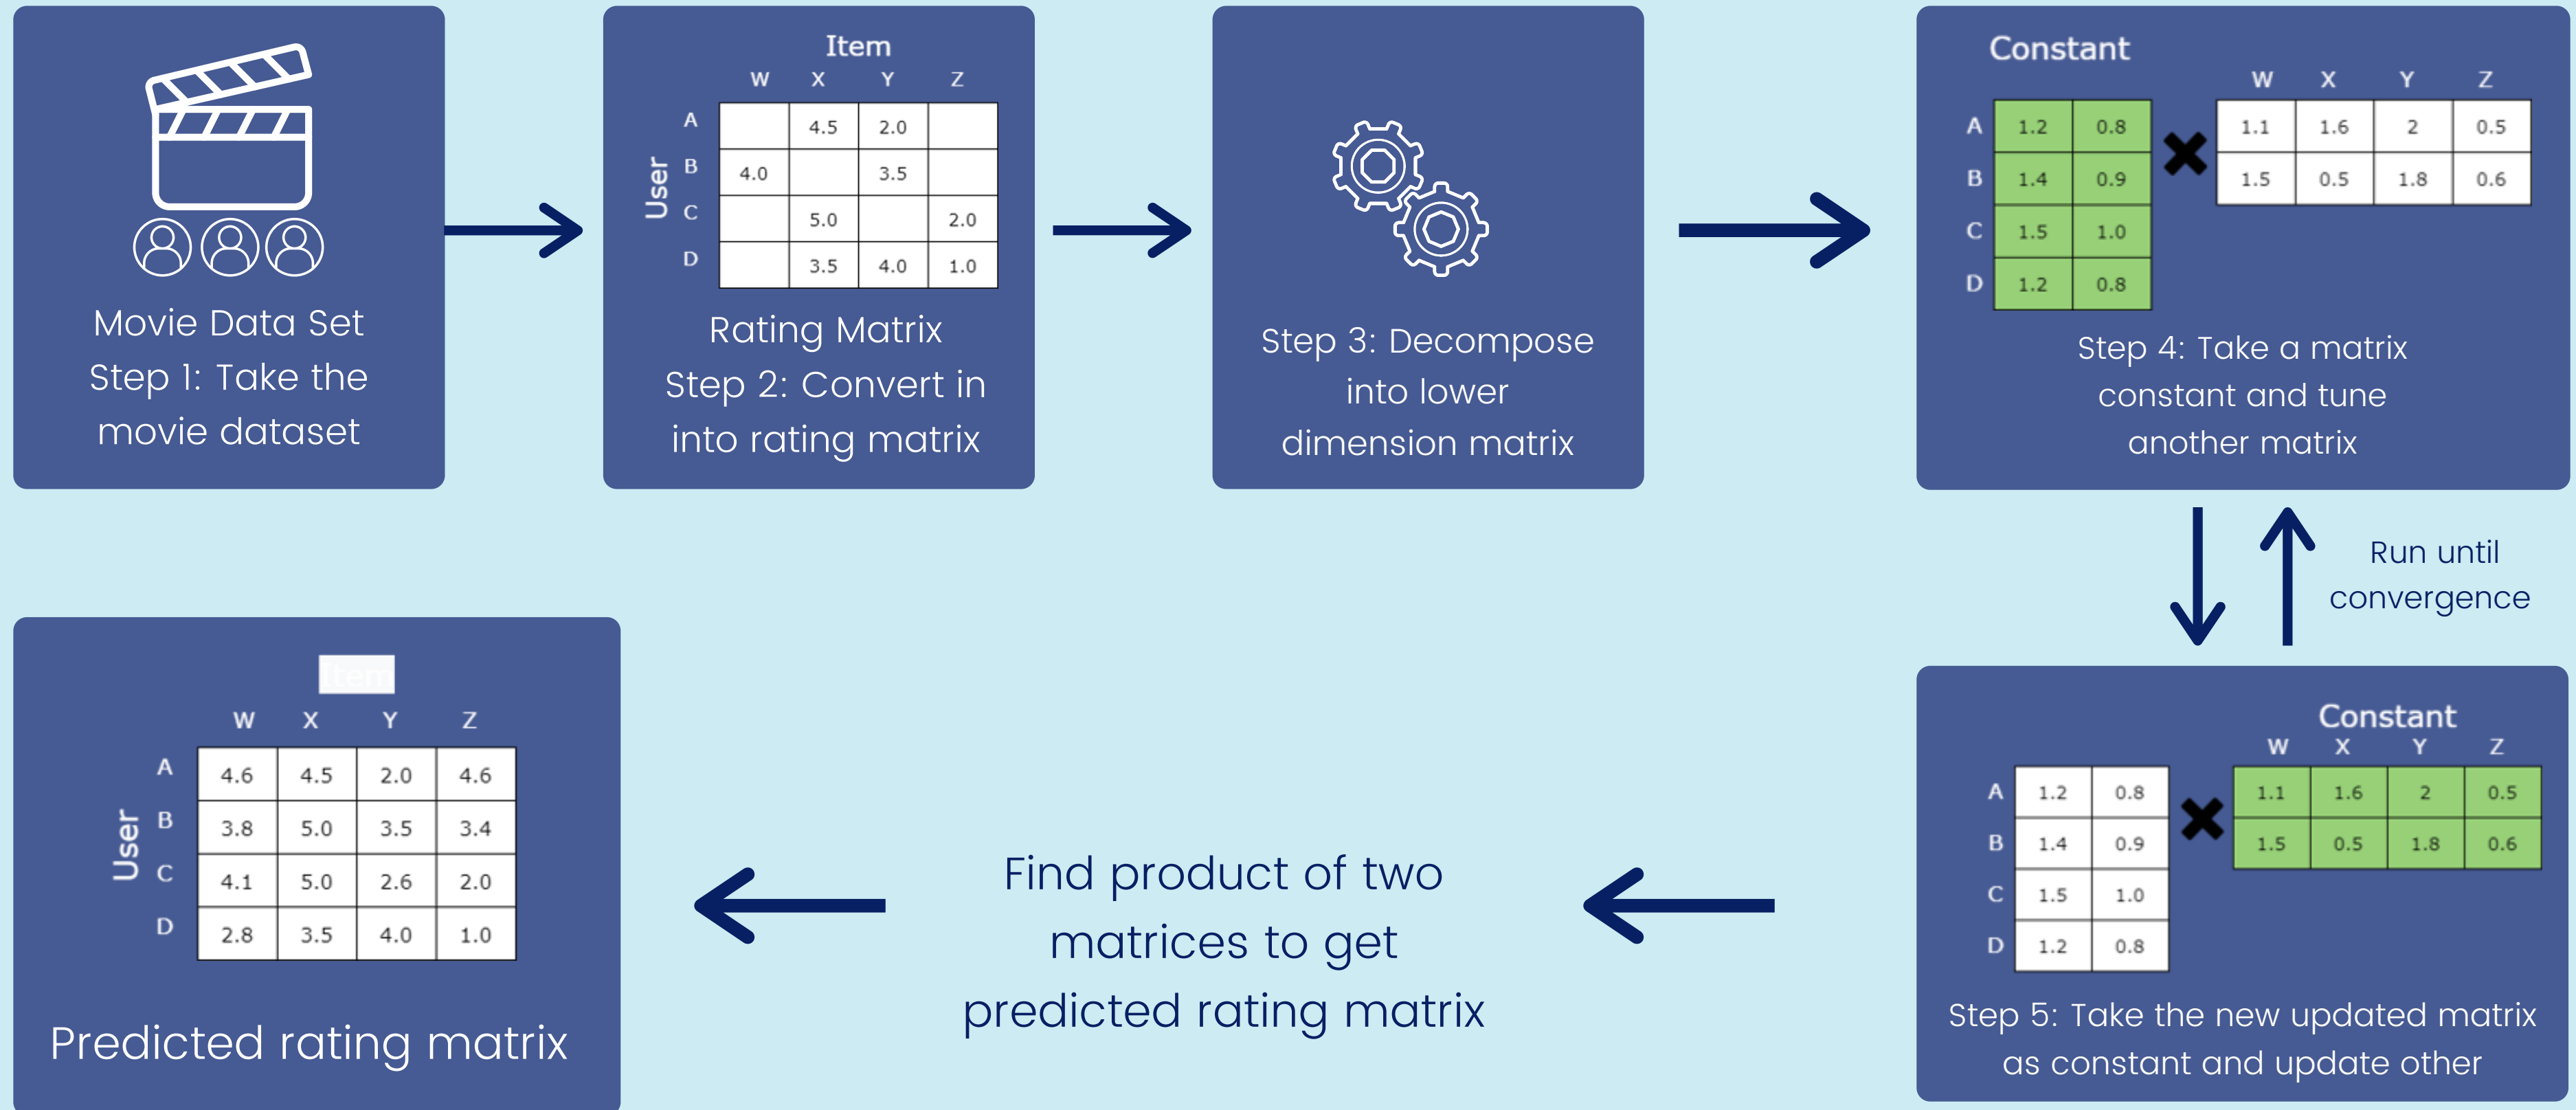 Movie Data Set
Step 1: Take the
movie dataset
Item
W X Y Z
User
A 4.5 2.0
B 4.0 3.5
C 5.0 2.0
D 3.5 4.0 1.0
Rating Matrix
Step 2: Convert in
into rating matrix
Step 3: Decompose
into lower
dimension matrix
Constant
W X Y Z
A 1.2 0.8 1.1 1.6 2 0.5
B 1.4 0.9 1.5 0.5 1.8 0.6
C 1.5 1.0
D 1.2 0.8
Step 4: Take a matrix
constant and tune
another matrix
Run until
convergence
Constant
W X Y Z
A 1.2 0.8 1.1 1.6 2 0.5
B 1.4 0.9 1.5 0.5 1.8 0.6
C 1.5 1.0
D 1.2 0.8
Step 5: Take the new updated matrix
as constant and update other
Find product of two
matrices to get
predicted rating matrix
Item
W X Y Z
User
A 4.6 4.5 2.0 4.6
B 3.8 5.0 3.5 3.4
C 4.1 5.0 2.6 2.0
D 2.8 3.5 4.0 1.0
Predicted rating matrix